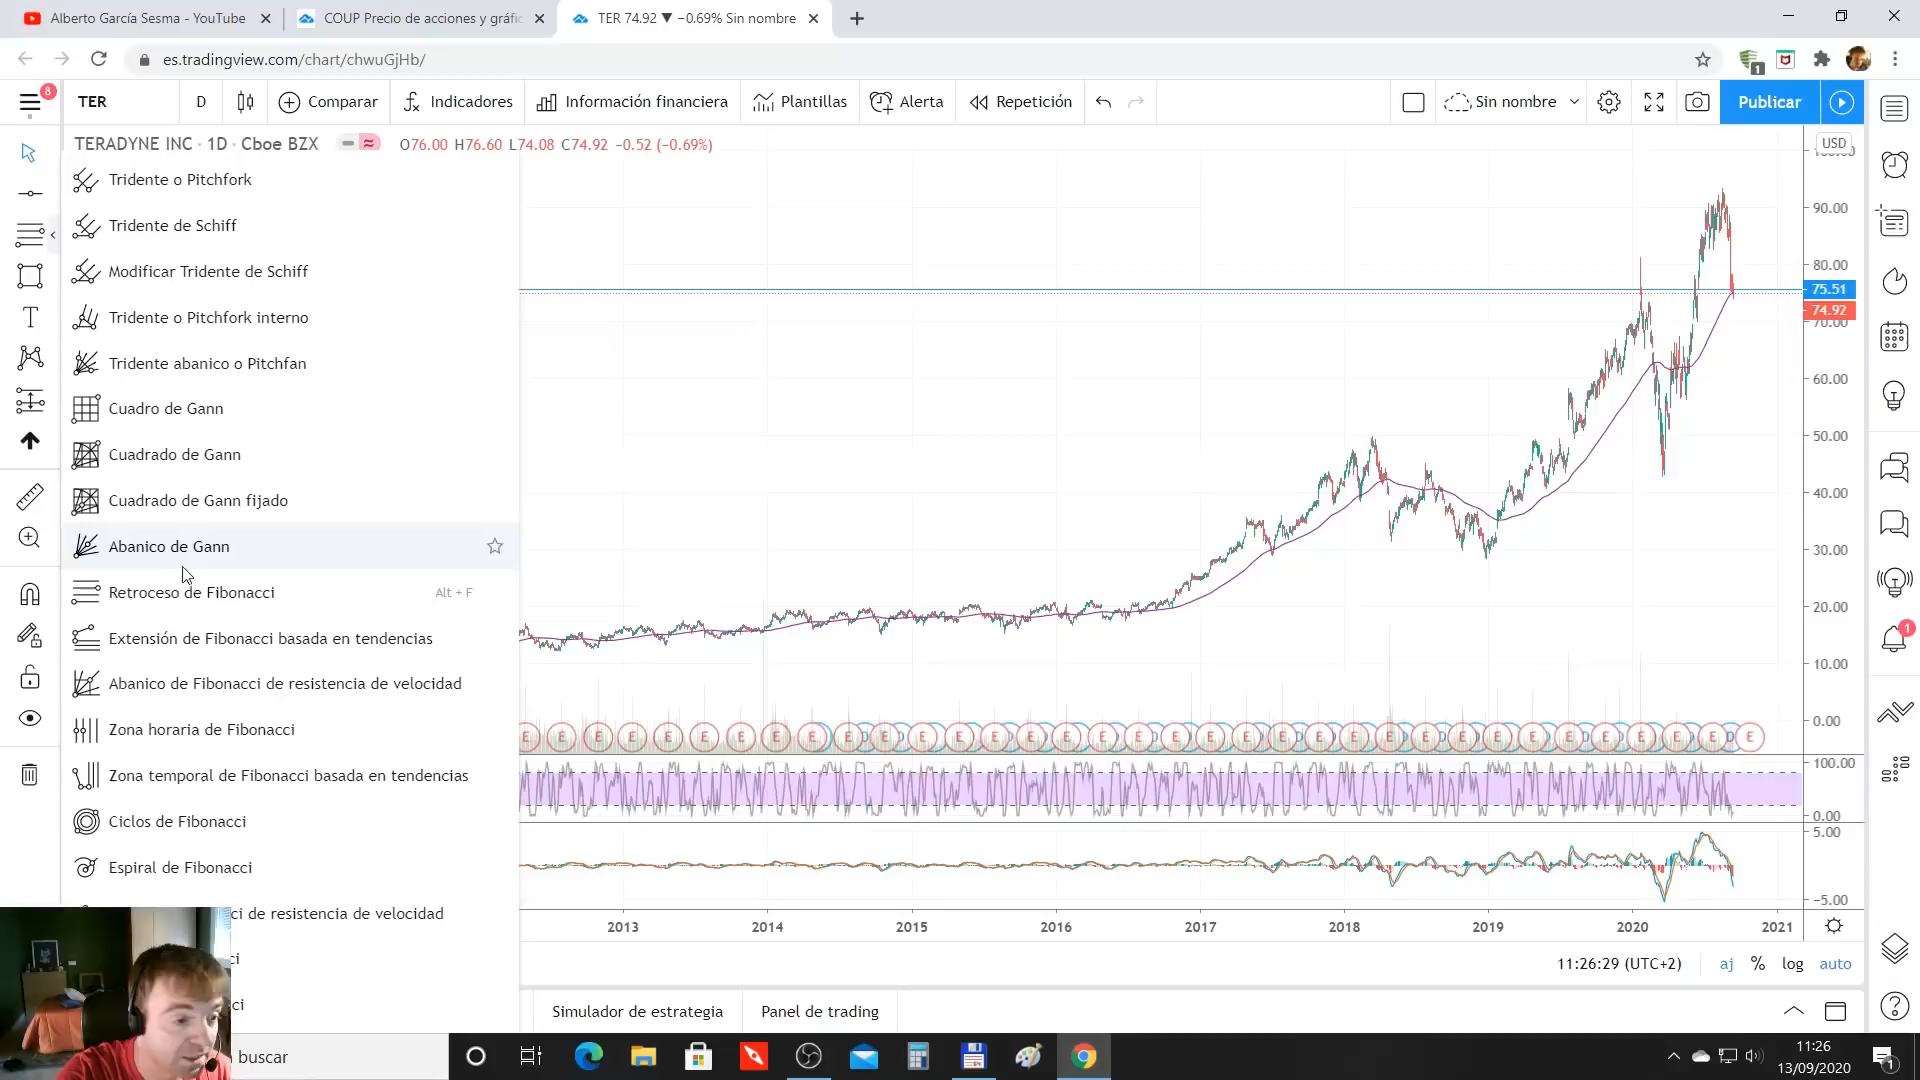 Alberto García Sesma - YouTube
COUP Precio de acciones y gráfic
TER 74.92 ▼ −0.69% Sin nombre
es.tradingview.com/chart/chwuGjHb/
1
8
TER
D
Comparar
Indicadores
Información financiera
Plantillas
Alerta
Repetición
Sin nombre
Publicar
TERADYNE INC · 1D · Cboe BZX
O76.00 H76.60 L74.08 C74.92 −0.52 (−0.69%)
USD
Tridente o Pitchfork
Tridente de Schiff
Modificar Tridente de Schiff
Tridente o Pitchfork interno
Tridente abanico o Pitchfan
Cuadro de Gann
Cuadrado de Gann
Cuadrado de Gann fijado
Abanico de Gann
Retroceso de Fibonacci
Alt + F
Extensión de Fibonacci basada en tendencias
Abanico de Fibonacci de resistencia de velocidad
Zona horaria de Fibonacci
Zona temporal de Fibonacci basada en tendencias
Ciclos de Fibonacci
Espiral de Fibonacci
ci de resistencia de velocidad
ci
ci
90.00
80.00
75.51
74.92
70.00
60.00
50.00
40.00
30.00
20.00
10.00
0.00
E E E E E E E E E E E E E E E E E E E E E E E E E E E E E E E E E E E
100.00
0.00
5.00
−5.00
2013 2014 2015 2016 2017 2018 2019 2020 2021
11:26:29 (UTC+2)
aj
%
log
auto
Simulador de estrategia
Panel de trading
1
buscar
11:26
13/09/2020
1